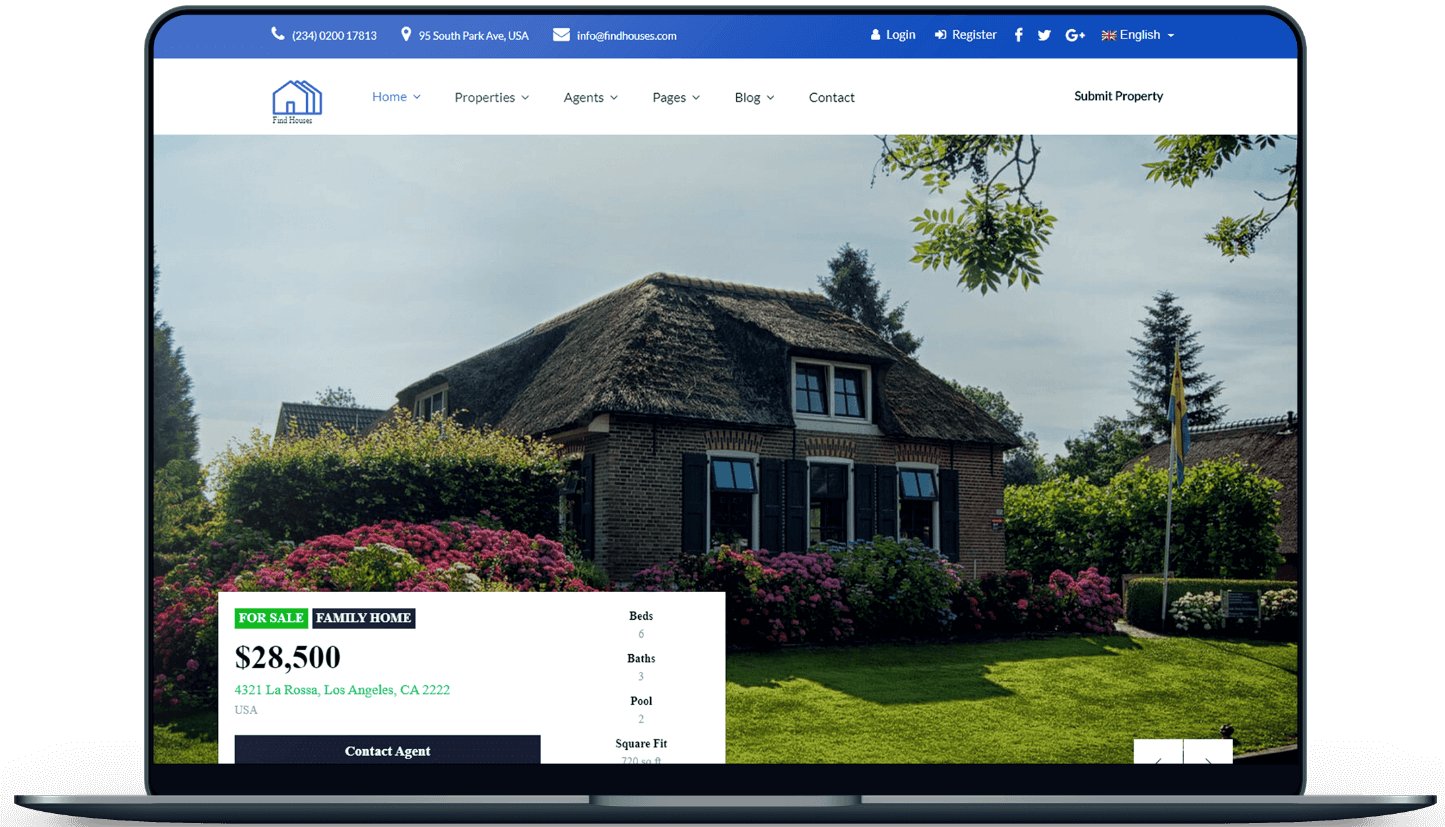 (234) 0200 17813 95 South Park Ave, USA info@findhouses.com Login Register English
Find Houses
Home Properties Agents Pages Blog Contact Submit Property
FOR SALE FAMILY HOME
$28,500
4321 La Rossa, Los Angeles, CA 2222
USA
Contact Agent
Beds
6
Baths
3
Pool
2
Square Fit
720 sq ft